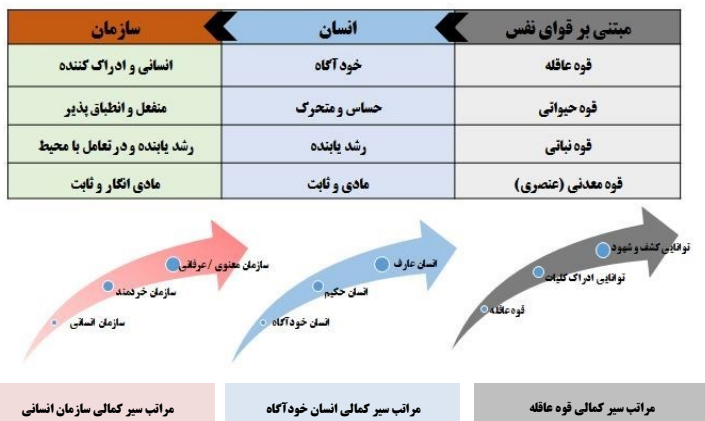 مبتنی بر قوای نفس
انسان
سازمان
قوه عاقله
خودآگاه
انسانی و ادراک کننده
قوه حیواتی
حساس و متحرک
منفعل و انطباق پذیر
قوه نباتی
رشد یابنده
رشد یابنده و در تعامل با محیط
قوه معدنی (عنصری)
مادی و ثابت
مادی انگار و ثابت
توانایی کشف و شهود
توانایی ادراک کلیات
قوه عاقله
انسان عارف
انسان حکیم
انسان خودآگاه
سازمان معنوی / عرفانی
سازمان خردمند
سازمان انسانی
مراتب سیر کمالی قوه عاقله
مراتب سیر کمالی انسان خودآگاه
مراتب سیر کمالی سازمان انسانی